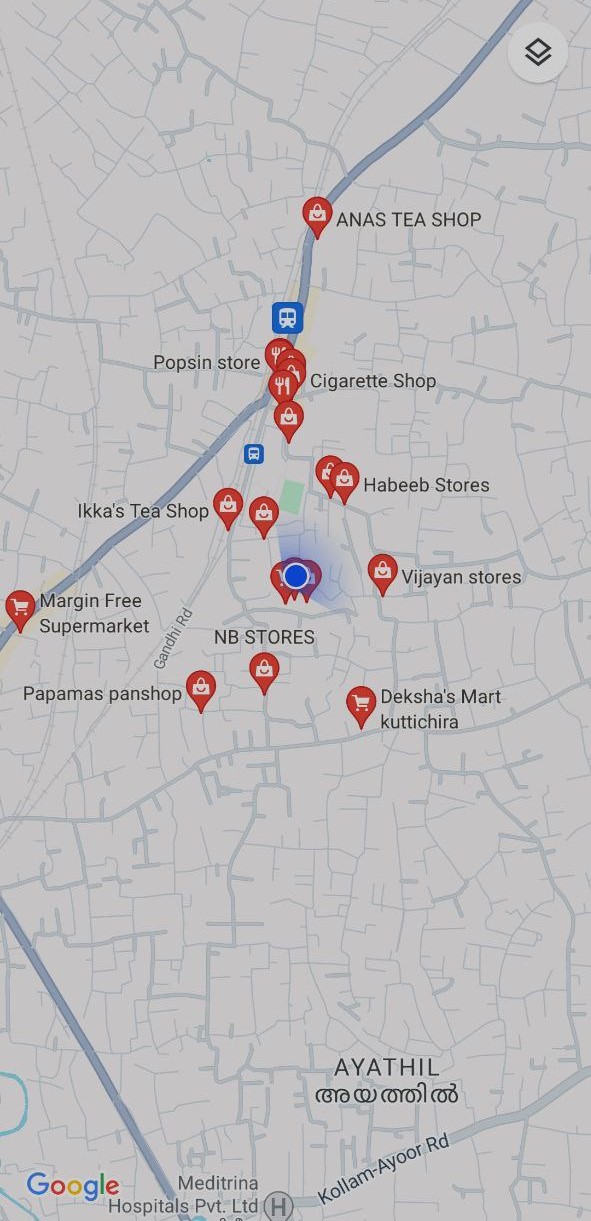 ANAS TEA SHOP
Popsin store
Cigarette Shop
Habeeb Stores
Ikka's Tea Shop
Vijayan stores
Margin Free
Supermarket
Gandhi Rd
NB STORES
Papamas panshop
Deksha's Mart
kuttichira
AYATHIL
അയത്തിൽ
Kollam-Ayoor Rd
Google
Meditrina
Hospitals Pvt. Ltd
H